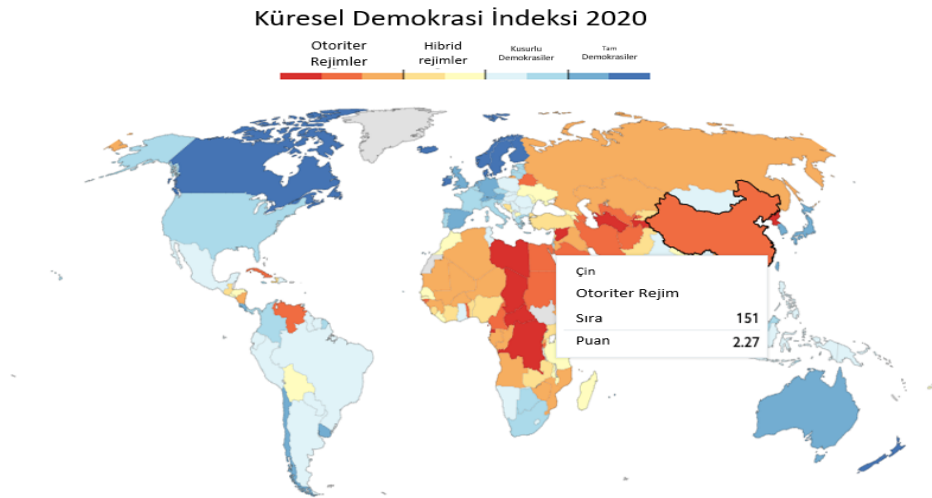 Küresel Demokrasi İndeksi 2020
Otoriter
Rejimler
Hibrid
rejimler
Kusurlu
Demokrasiler
Tam
Demokrasiler
Çin
Otoriter Rejim
Sıra 151
Puan 2.27